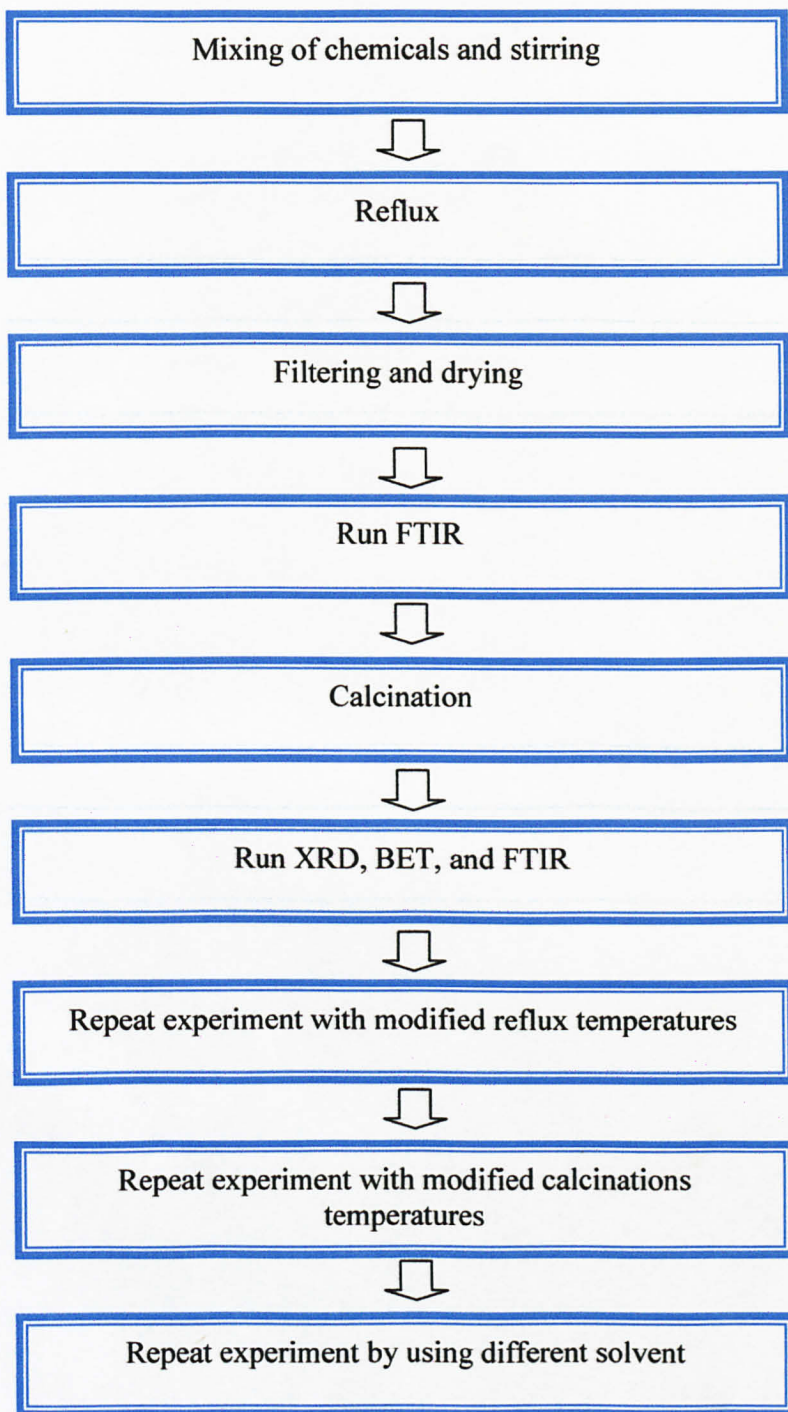 Mixing of chemicals and stirring
Reflux
Filtering and drying
Run FTIR
Calcination
Run XRD, BET, and FTIR
Repeat experiment with modified reflux temperatures
Repeat experiment with modified calcinations
temperatures
Repeat experiment by using different solvent